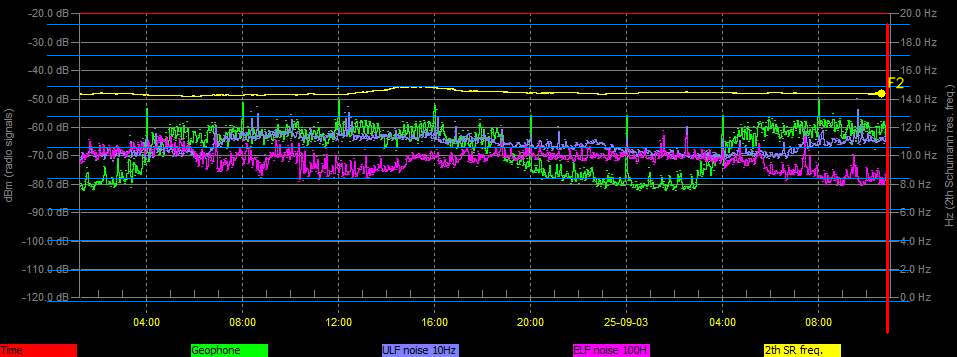 -20.0 dB
20.0 Hz
-30.0 dB
18.0 Hz
-40.0 dB
16.0 Hz
F2
-50.0 dB
14.0 Hz
-60.0 dB
12.0 Hz
-70.0 dB
10.0 Hz
-80.0 dB
8.0 Hz
-90.0 dB
6.0 Hz
-100.0 dB
4.0 Hz
-110.0 dB
2.0 Hz
-120.0 dB
0.0 Hz
dBm (radio signals)
Hz (2th Schumann res. freq.)
04:00 08:00 12:00 16:00 20:00 25-09-03 04:00 08:00
Time Geophone ULF noise 10Hz ELF noise 100H 2th SR freq.